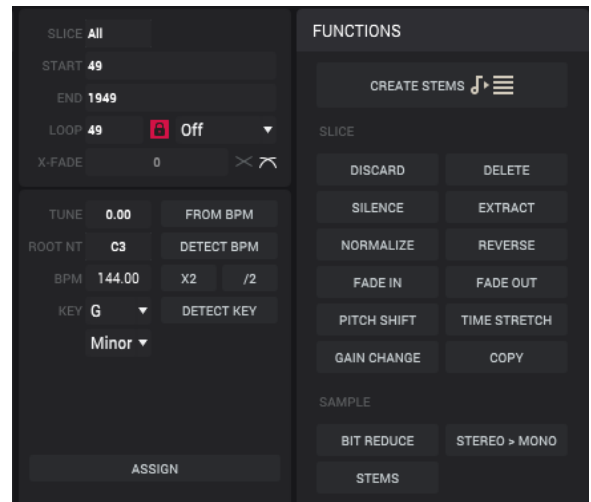 SLICE All
START 49
END 1949
LOOP 49 Off
X-FADE 0
TUNE 0.00 FROM BPM
ROOT NT C3 DETECT BPM
BPM 144.00 X2 /2
KEY G DETECT KEY
Minor
ASSIGN
FUNCTIONS
CREATE STEMS
SLICE
DISCARD DELETE
SILENCE EXTRACT
NORMALIZE REVERSE
FADE IN FADE OUT
PITCH SHIFT TIME STRETCH
GAIN CHANGE COPY
SAMPLE
BIT REDUCE STEREO > MONO
STEMS